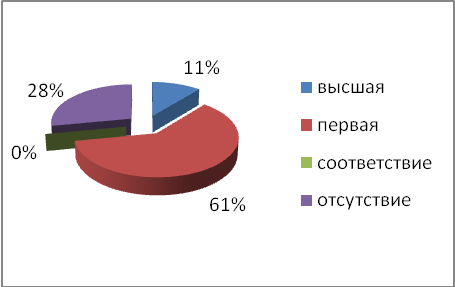 11%
28%
0%
61%
высшая
первая
соответствие
отсутствие